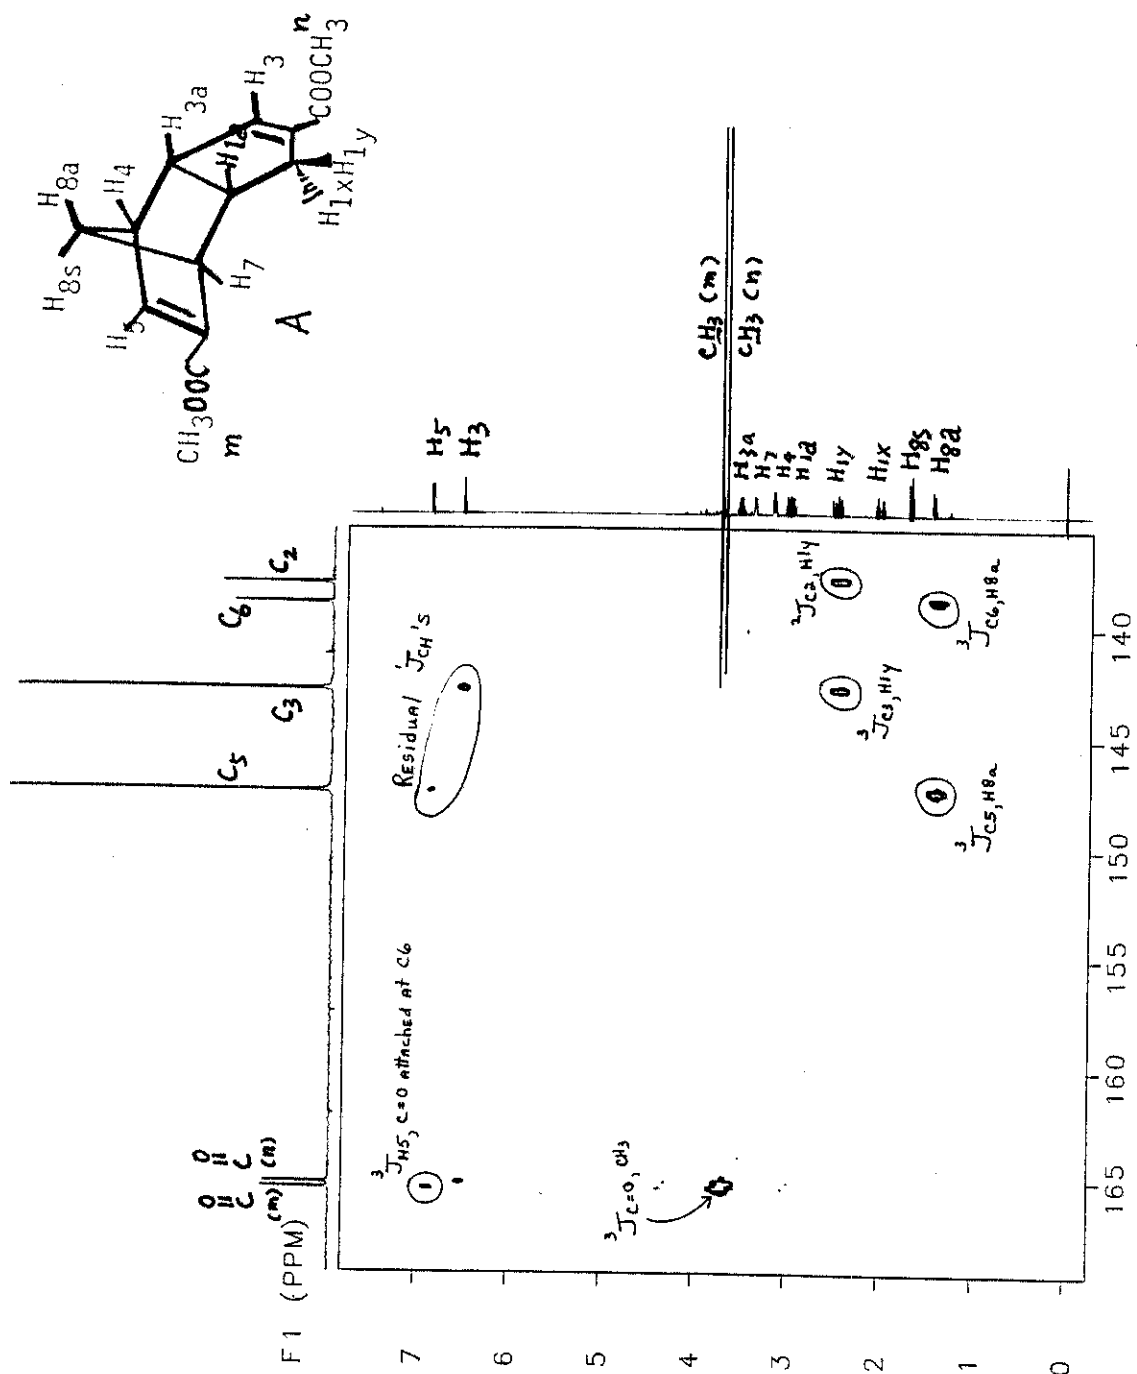 H8a
H8s
H4
H3a
H5
H1a
H3
CH3OOC
m
COOCH3 n
H7
H1x H1y
A
H5
H3
CH3 (m)
CH3 (n)
H3a
H7
H4
H1a
H1y
H1x
H8s
H8a
C2
C6
C3
C5
O
C
(n)
O
C
(m)
F1 (PPM)
Residual 1JCH's
2JC2, H1y
3JC6, H8a
3JC3, H1y
3JC5, H8a
3JH5, C=O attached at C6
3JC=O, CH3
7
6
5
4
3
2
1
0
140
145
150
155
160
165